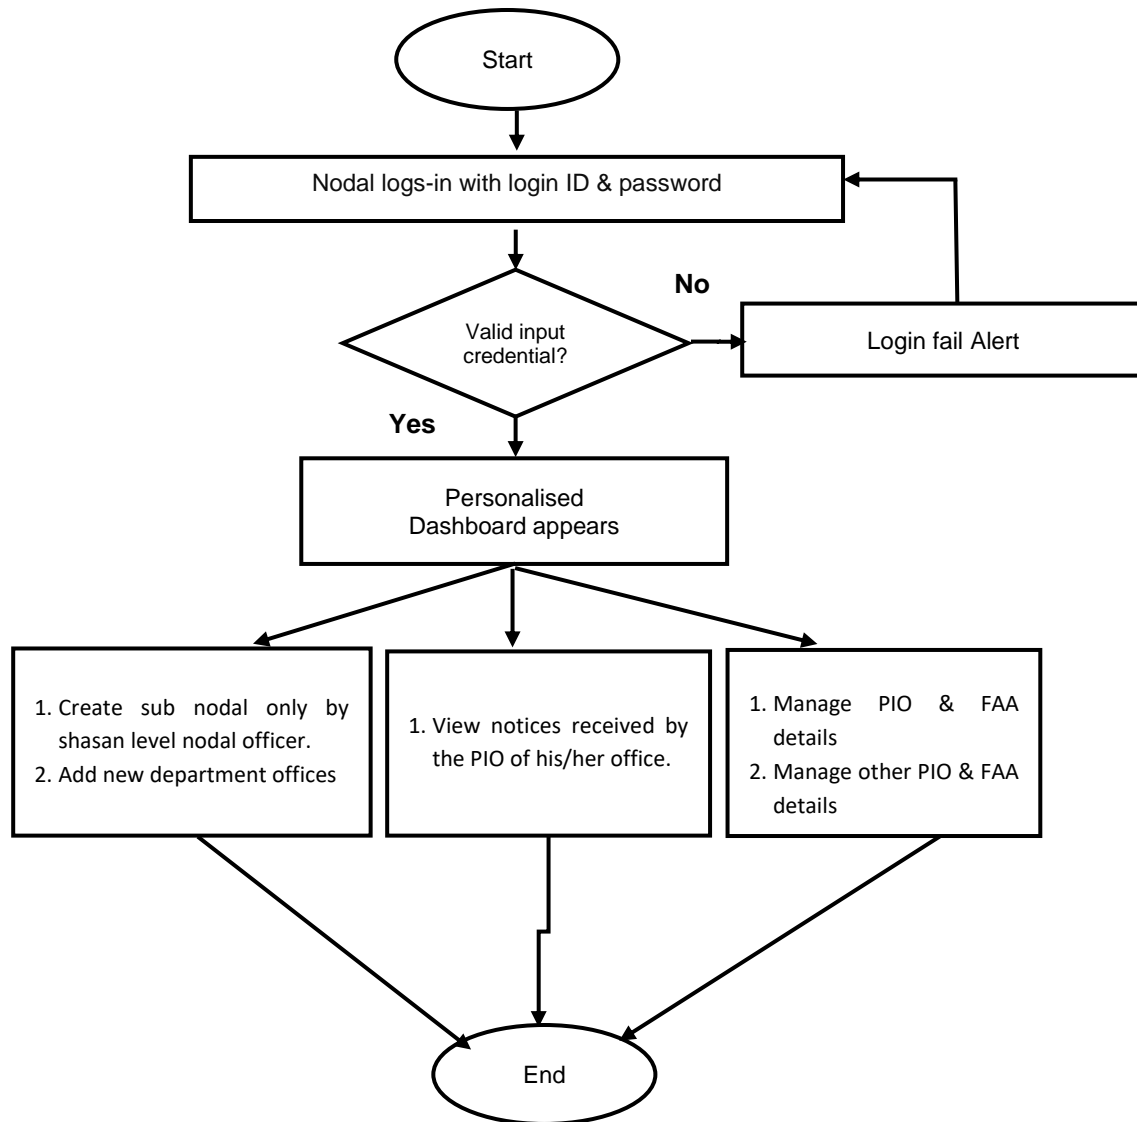 Start
Nodal logs-in with login ID & password
No
Valid input
credential?
Login fail Alert
Yes
Personalised
Dashboard appears
1. Create sub nodal only by
shasan level nodal officer.
2. Add new department offices
1. View notices received by
the PIO of his/her office.
1. Manage PIO & FAA
details
2. Manage other PIO & FAA
details
End